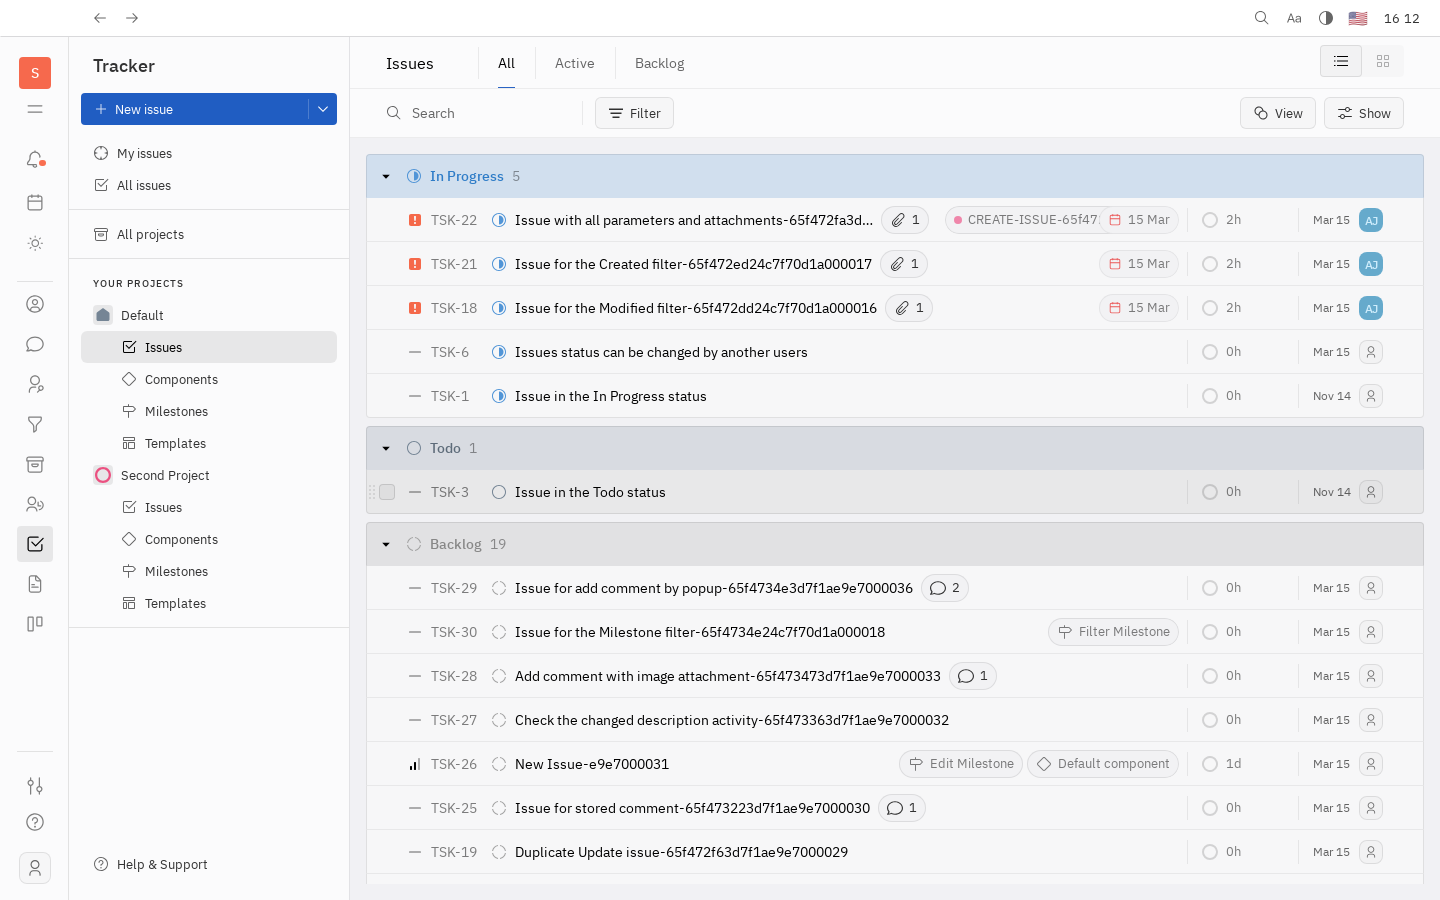 Aa 16 12
S
Tracker
New issue
My issues
All issues
All projects
YOUR PROJECTS
Default
Issues
Components
Milestones
Templates
Second Project
Issues
Components
Milestones
Templates
Help & Support
Issues All Active Backlog
Search Filter View Show
In Progress 5
TSK-22 Issue with all parameters and attachments-65f472fa3d... 1 CREATE-ISSUE-65f47 15 Mar 2h Mar 15 AJ
TSK-21 Issue for the Created filter-65f472ed24c7f70d1a000017 1 15 Mar 2h Mar 15 AJ
TSK-18 Issue for the Modified filter-65f472dd24c7f70d1a000016 1 15 Mar 2h Mar 15 AJ
TSK-6 Issues status can be changed by another users 0h Mar 15
TSK-1 Issue in the In Progress status 0h Nov 14
Todo 1
TSK-3 Issue in the Todo status 0h Nov 14
Backlog 19
TSK-29 Issue for add comment by popup-65f4734e3d7f1ae9e7000036 2 0h Mar 15
TSK-30 Issue for the Milestone filter-65f4734e24c7f70d1a000018 Filter Milestone 0h Mar 15
TSK-28 Add comment with image attachment-65f473473d7f1ae9e7000033 1 0h Mar 15
TSK-27 Check the changed description activity-65f473363d7f1ae9e7000032 0h Mar 15
TSK-26 New Issue-e9e7000031 Edit Milestone Default component 1d Mar 15
TSK-25 Issue for stored comment-65f473223d7f1ae9e7000030 1 0h Mar 15
TSK-19 Duplicate Update issue-65f472f63d7f1ae9e7000029 0h Mar 15